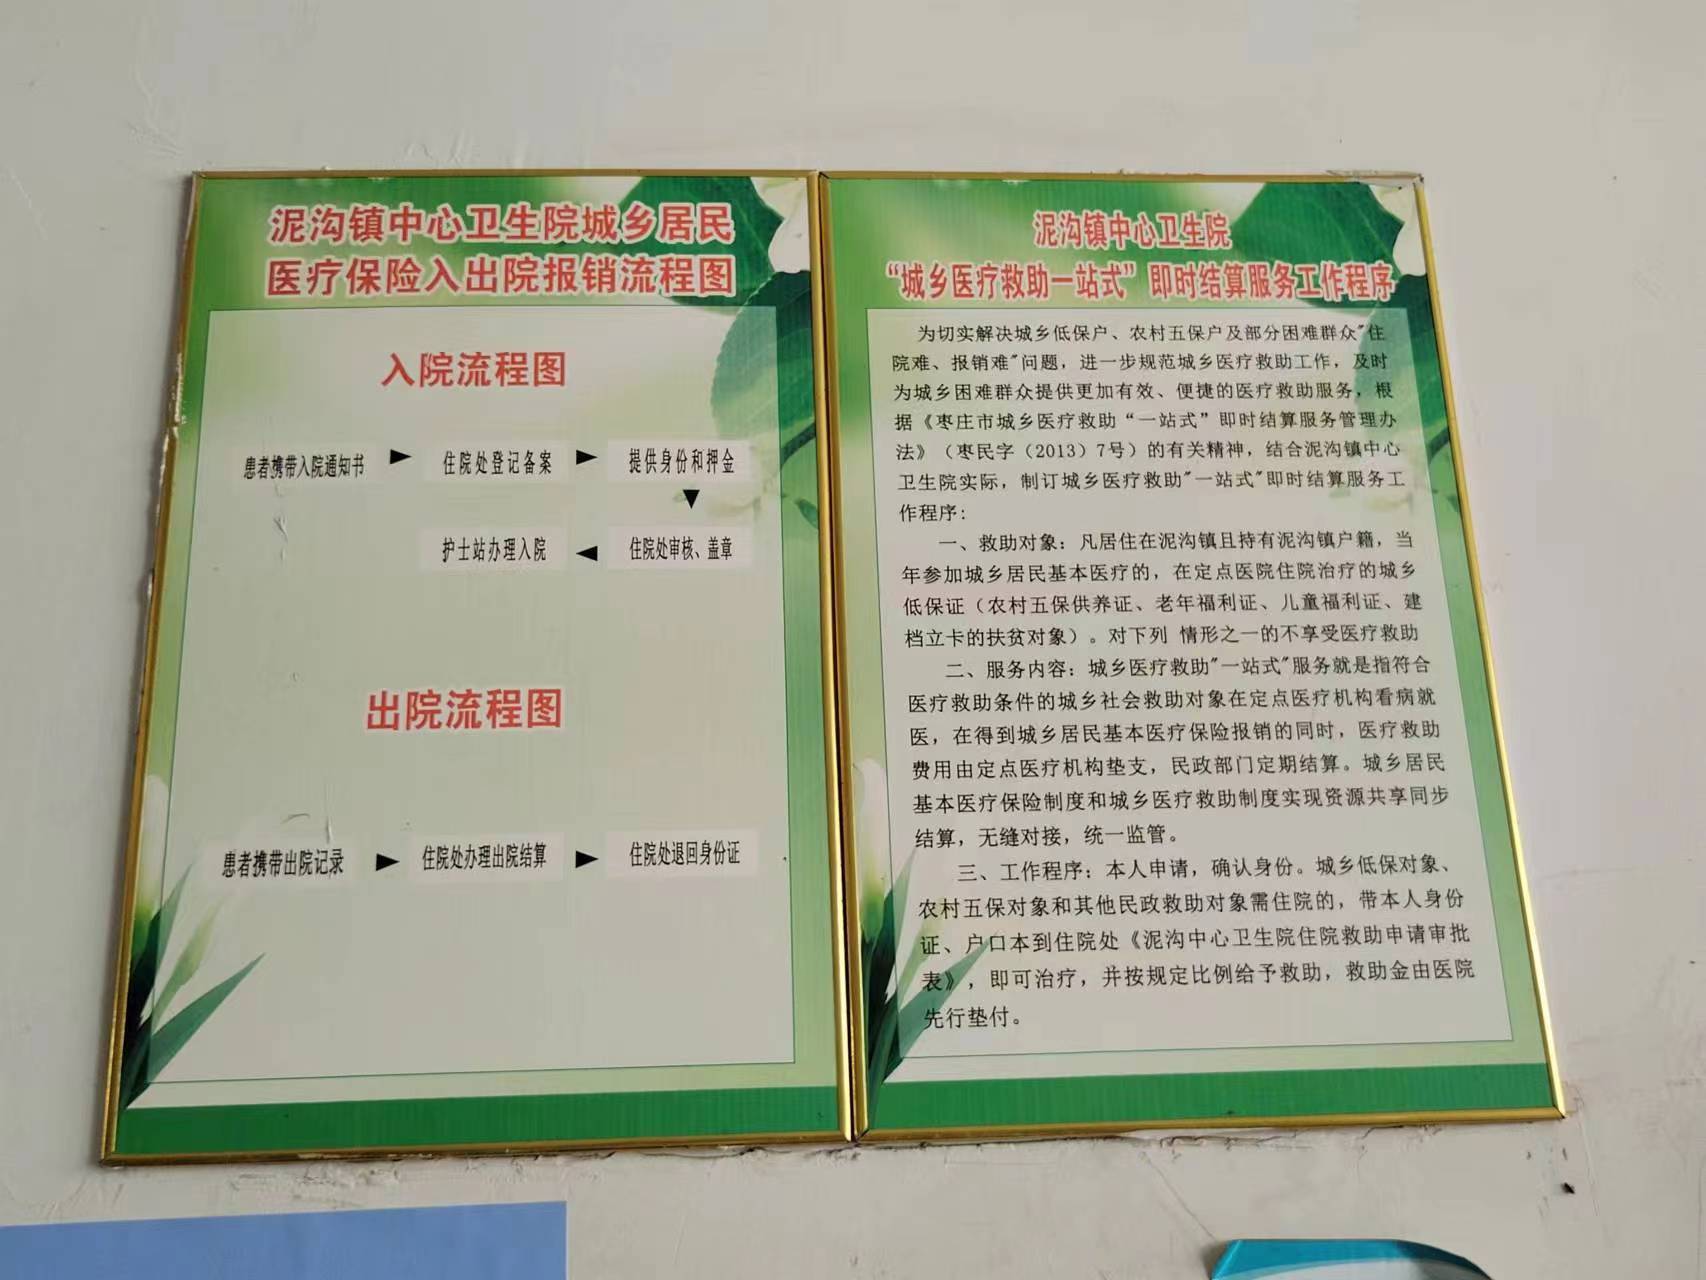 泥沟镇中心卫生院城乡居民
医疗保险入出院报销流程图
入院流程图
患者携带入院通知书
住院处登记备案
提供身份和押金
住院处审核、盖章
护士站办理入院
出院流程图
患者携带出院记录
住院处办理出院结算
住院处退回身份证
泥沟镇中心卫生院
“城乡医疗救助一站式”即时结算服务工作程序
为切实解决城乡低保户、农村五保户及部分困难群众"住
院难、报销难"问题，进一步规范城乡医疗救助工作，及时
为城乡困难群众提供更加有效、便捷的医疗救助服务，根
据《枣庄市城乡医疗救助“一站式”即时结算服务管理办
法》（枣民字（2013）7号）的有关精神，结合泥沟镇中心
卫生院实际，制订城乡医疗救助"一站式"即时结算服务工
作程序：
一、救助对象：凡居住在泥沟镇且持有泥沟镇户籍，当
年参加城乡居民基本医疗的，在定点医院住院治疗的城乡
低保证（农村五保供养证、老年福利证、儿童福利证、建
档立卡的扶贫对象）。对下列 情形之一的不享受医疗救助
二、服务内容：城乡医疗救助"一站式"服务就是指符合
医疗救助条件的城乡社会救助对象在定点医疗机构看病就
医，在得到城乡居民基本医疗保险报销的同时，医疗救助
费用由定点医疗机构垫支，民政部门定期结算。城乡居民
基本医疗保险制度和城乡医疗救助制度实现资源共享同步
结算，无缝对接，统一监管。
三、工作程序：本人申请，确认身份。城乡低保对象、
农村五保对象和其他民政救助对象需住院的，带本人身份
证、户口本到住院处《泥沟中心卫生院住院救助申请审批
表》，即可治疗，并按规定比例给予救助，救助金由医院
先行垫付。